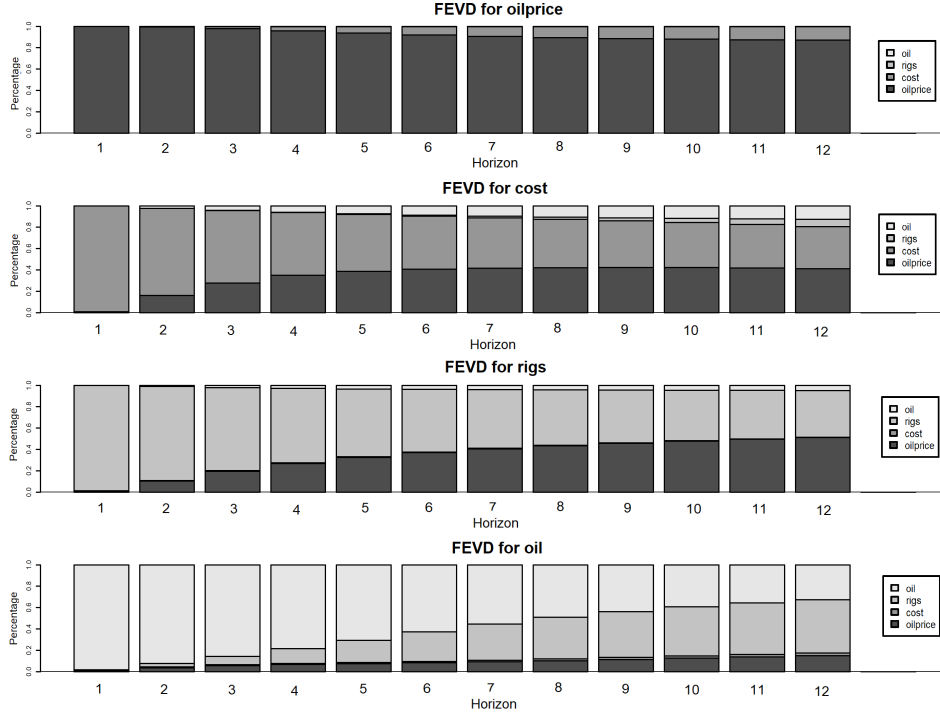 FEVD for oilprice
Percentage
0.0 0.2 0.4 0.6 0.8 1.0
oil
rigs
cost
oilprice
1 2 3 4 5 6 7 8 9 10 11 12
Horizon
FEVD for cost
Percentage
0.0 0.2 0.4 0.6 0.8 1.0
oil
rigs
cost
oilprice
1 2 3 4 5 6 7 8 9 10 11 12
Horizon
FEVD for rigs
Percentage
0.0 0.2 0.4 0.6 0.8 1.0
oil
rigs
cost
oilprice
1 2 3 4 5 6 7 8 9 10 11 12
Horizon
FEVD for oil
Percentage
0.0 0.2 0.4 0.6 0.8 1.0
oil
rigs
cost
oilprice
1 2 3 4 5 6 7 8 9 10 11 12
Horizon